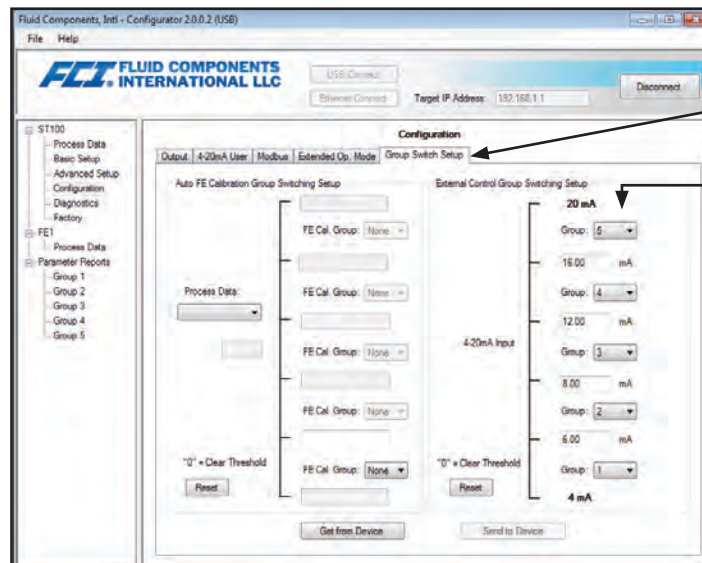 Fluid Components, Intl - Configurator 2.0.0.2 (USB)
File Help
FCI FLUID COMPONENTS
INTERNATIONAL LLC
USB Connect
Ethernet Connect
Target IP Address: 192.168.1.1
Disconnect
ST100
Process Data
Basic Setup
Advanced Setup
Configuration
Diagnostics
Factory
FE1
Process Data
Parameter Reports
Group 1
Group 2
Group 3
Group 4
Group 5
Configuration
Output 4-20mA User Modbus Extended Op. Mode Group Switch Setup
Auto FE Calibration Group Switching Setup
FE Cal. Group: None
FE Cal. Group: None
Process Data:
FE Cal. Group: None
FE Cal. Group: None
FE Cal. Group: None
"0" = Clear Threshold
Reset
External Control Group Switching Setup
20 mA
Group: 5
16.00 mA
Group: 4
12.00 mA
4-20mA Input
Group: 3
8.00 mA
Group: 2
6.00 mA
Group: 1
4 mA
"0" = Clear Threshold
Reset
Get from Device
Send to Device